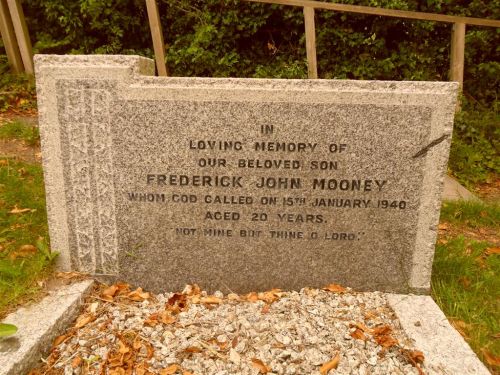 IN
LOVING MEMORY OF
OUR BELOVED SON
FREDERICK JOHN MOONEY
WHOM GOD CALLED ON 15TH JANUARY 1940
AGED 20 YEARS.
"NOT MINE BUT THINE O LORD."